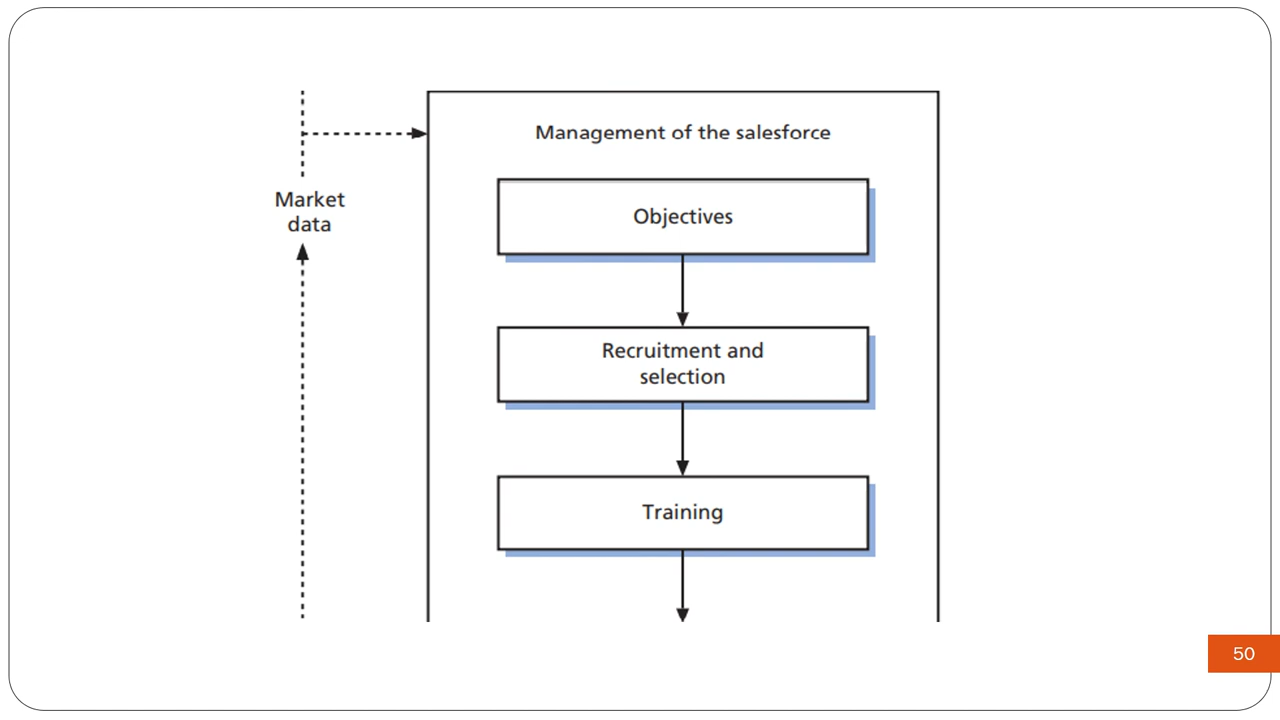 Management of the salesforce
Market
data
Objectives
Recruitment and
selection
Training
50